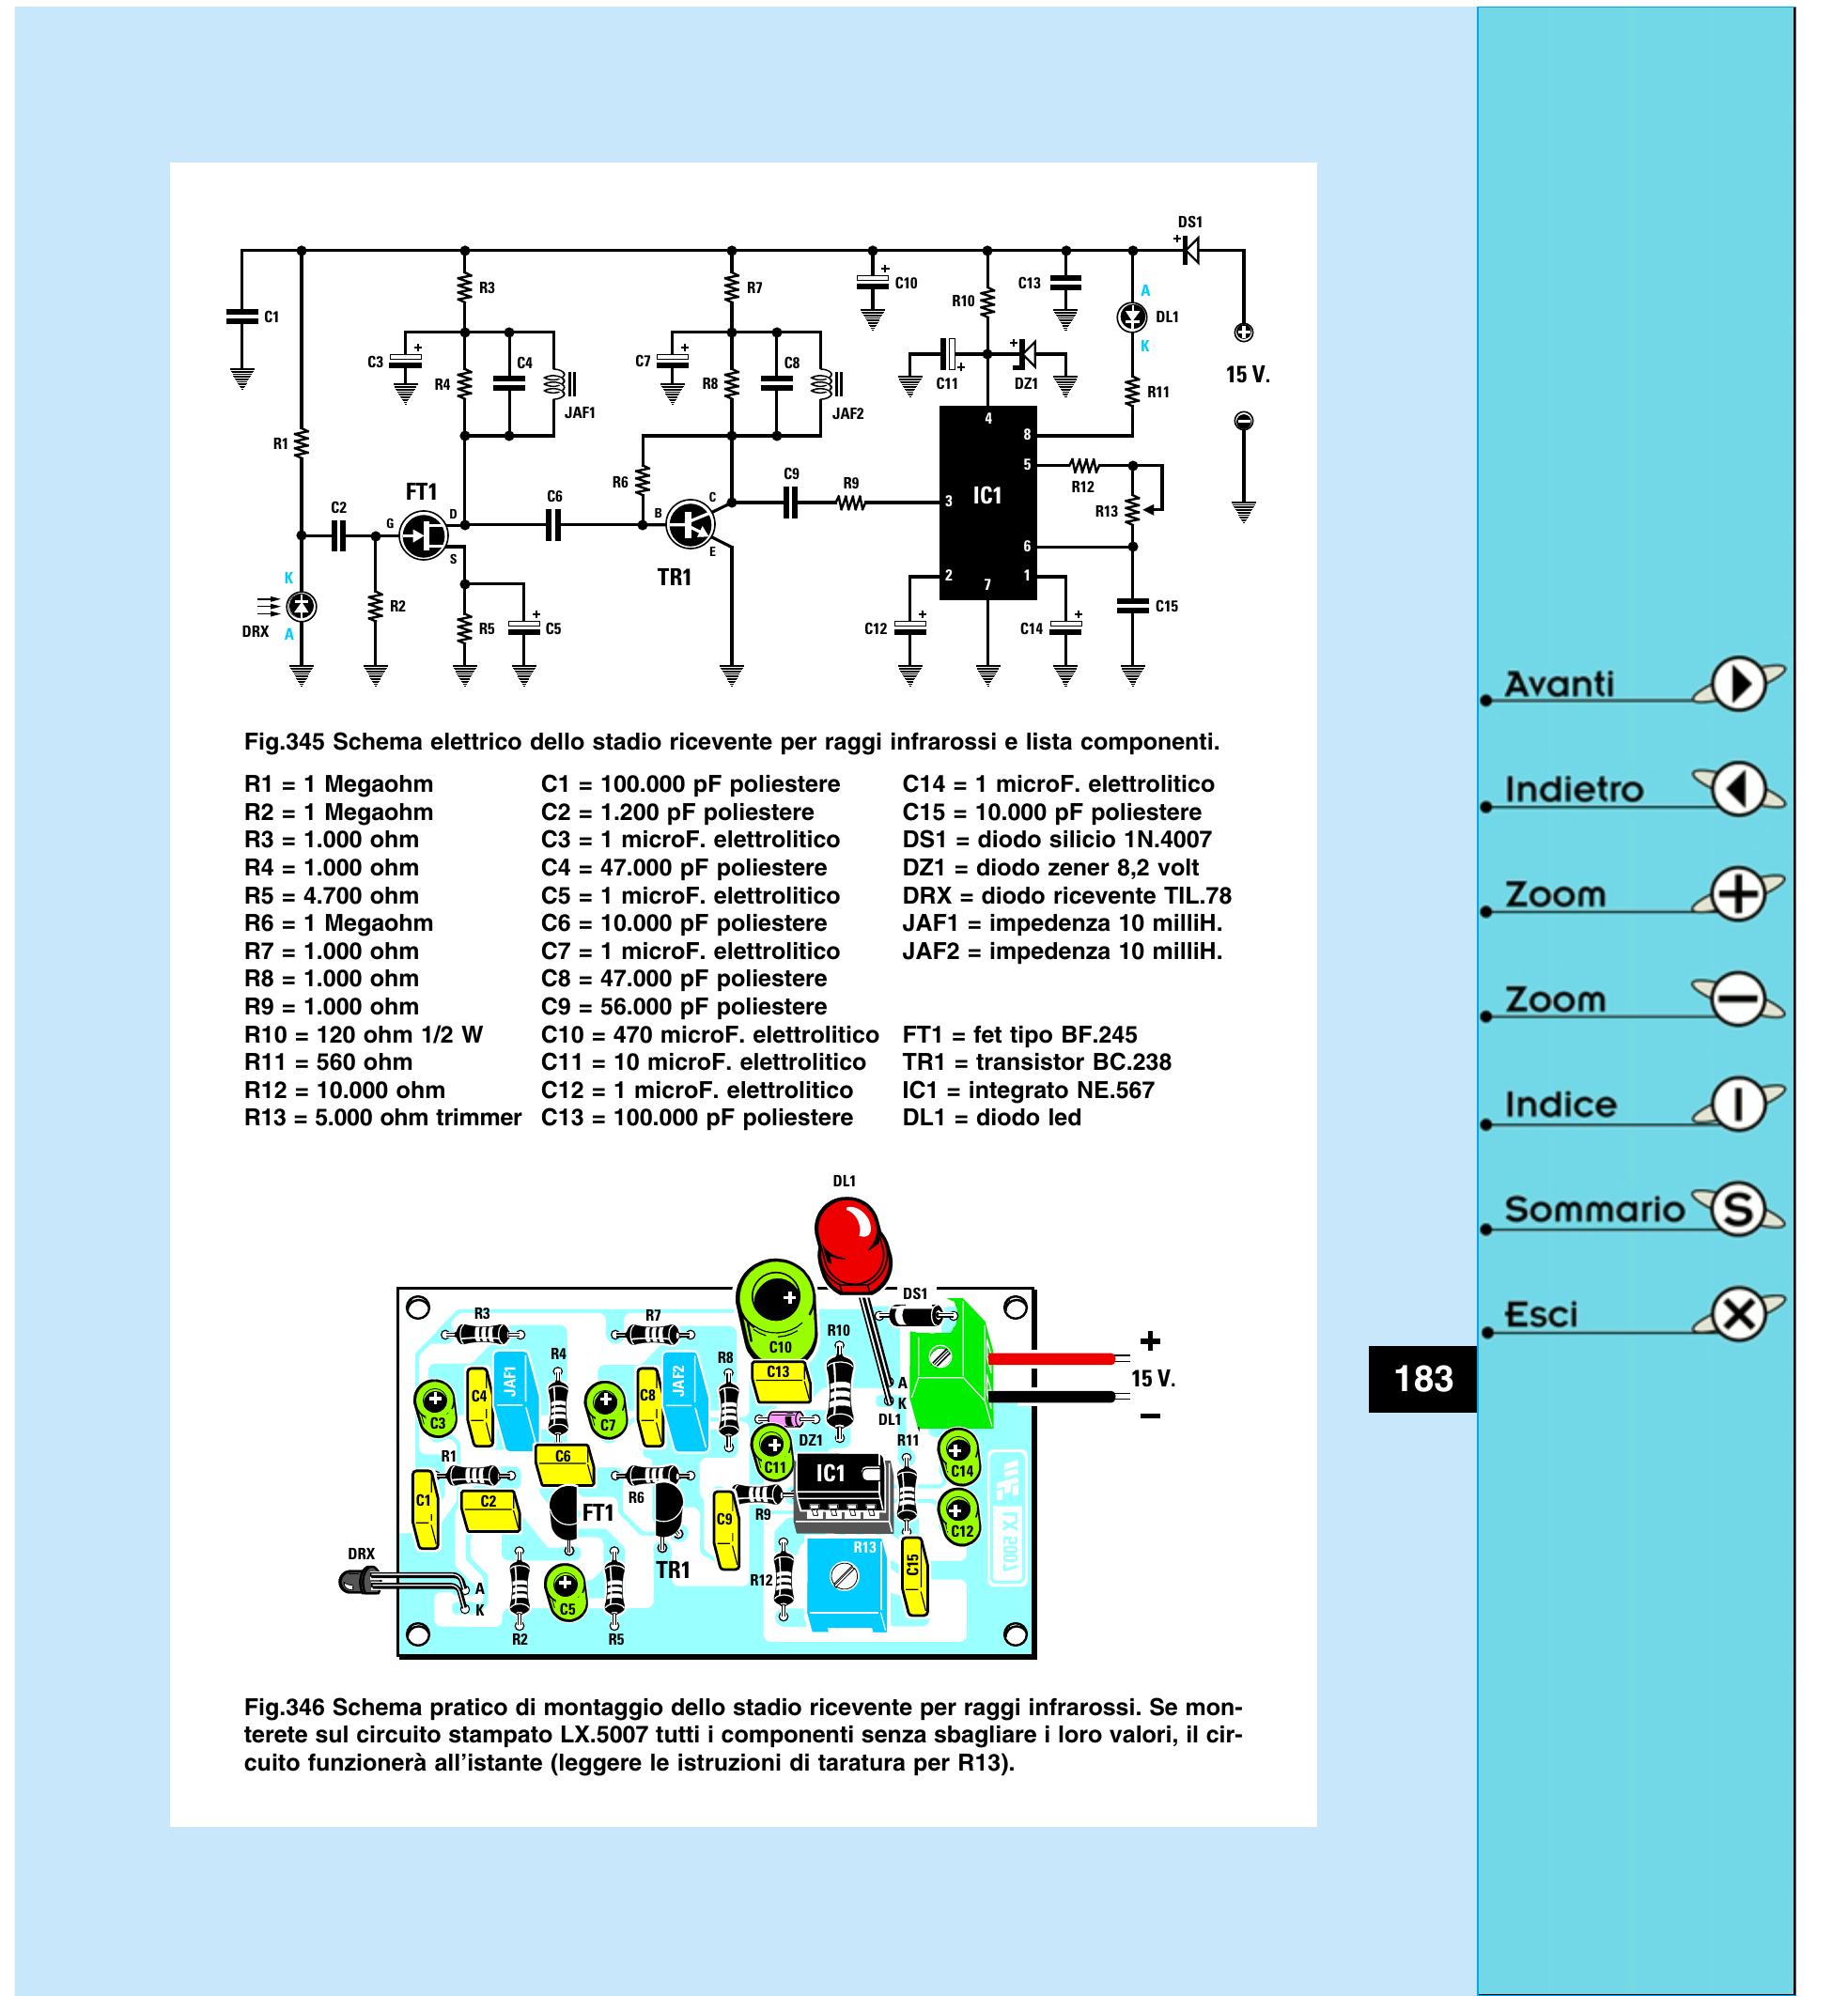 DS1
R3
R7
C10
R10
C13
A
DL1
K
C1
15 V.
C3
R4
C4
JAF1
C7
R8
C8
JAF2
C11
DZ1
R11
4
8
5
R12
R13
R1
R6
C9
R9
3
IC1
FT1
C2
G
D
S
C6
B
C
E
TR1
6
2
7
1
K
DRX A
R2
R5
C5
C12
C14
C15
Fig.345 Schema elettrico dello stadio ricevente per raggi infrarossi e lista componenti.
R1 = 1 Megaohm
R2 = 1 Megaohm
R3 = 1.000 ohm
R4 = 1.000 ohm
R5 = 4.700 ohm
R6 = 1 Megaohm
R7 = 1.000 ohm
R8 = 1.000 ohm
R9 = 1.000 ohm
R10 = 120 ohm 1/2 W
R11 = 560 ohm
R12 = 10.000 ohm
R13 = 5.000 ohm trimmer
C1 = 100.000 pF poliestere
C2 = 1.200 pF poliestere
C3 = 1 microF. elettrolitico
C4 = 47.000 pF poliestere
C5 = 1 microF. elettrolitico
C6 = 10.000 pF poliestere
C7 = 1 microF. elettrolitico
C8 = 47.000 pF poliestere
C9 = 56.000 pF poliestere
C10 = 470 microF. elettrolitico
C11 = 10 microF. elettrolitico
C12 = 1 microF. elettrolitico
C13 = 100.000 pF poliestere
C14 = 1 microF. elettrolitico
C15 = 10.000 pF poliestere
DS1 = diodo silicio 1N.4007
DZ1 = diodo zener 8,2 volt
DRX = diodo ricevente TIL.78
JAF1 = impedenza 10 milliH.
JAF2 = impedenza 10 milliH.
FT1 = fet tipo BF.245
TR1 = transistor BC.238
IC1 = integrato NE.567
DL1 = diodo led
DL1
DS1
R3
R7
R10
C10
R4
R8
C13
JAF1
JAF2
C4
C8
C3
C7
A
K
DL1
+
15 V.
−
DZ1
R11
C11
C14
R1
C6
IC1
C1
C2
FT1
R6
R9
C9
C12
LX 5007
DRX
TR1
R13
R12
C15
A
K
C5
R2
R5
Fig.346 Schema pratico di montaggio dello stadio ricevente per raggi infrarossi. Se mon-
terete sul circuito stampato LX.5007 tutti i componenti senza sbagliare i loro valori, il cir-
cuito funzionerà all'istante (leggere le istruzioni di taratura per R13).
Avanti
Indietro
Zoom
Zoom
Indice
Sommario S
Esci
183